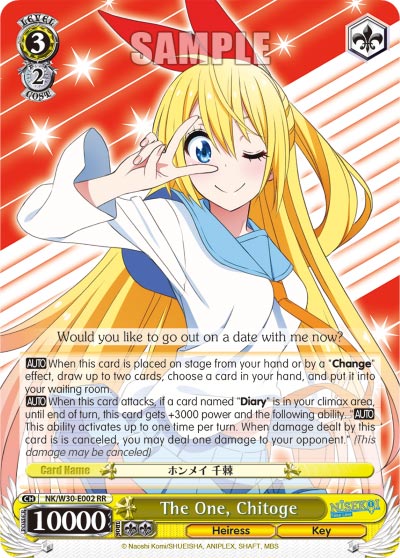 LEVEL
3
2
COST
SAMPLE
Would you like to go out on a date with me now?
AUTO When this card is placed on stage from your hand or by a "Change"
effect, draw up to two cards, choose a card in your hand, and put it into
your waiting room.
AUTO When this card attacks, if a card named "Diary" is in your climax area,
until end of turn, this card gets +3000 power and the following ability. "AUTO
This ability activates up to one time per turn. When damage dealt by this
card is canceled, you may deal one damage to your opponent." (This
damage may be canceled)
Card Name
ホンメイ 千棘
CH NK/W30-E002 RR
POWER
10000
SOUL
The One, Chitoge
NISEKOI
Heiress
Key
© Naoshi Komi/SHUEISHA, ANIPLEX, SHAFT, MBS